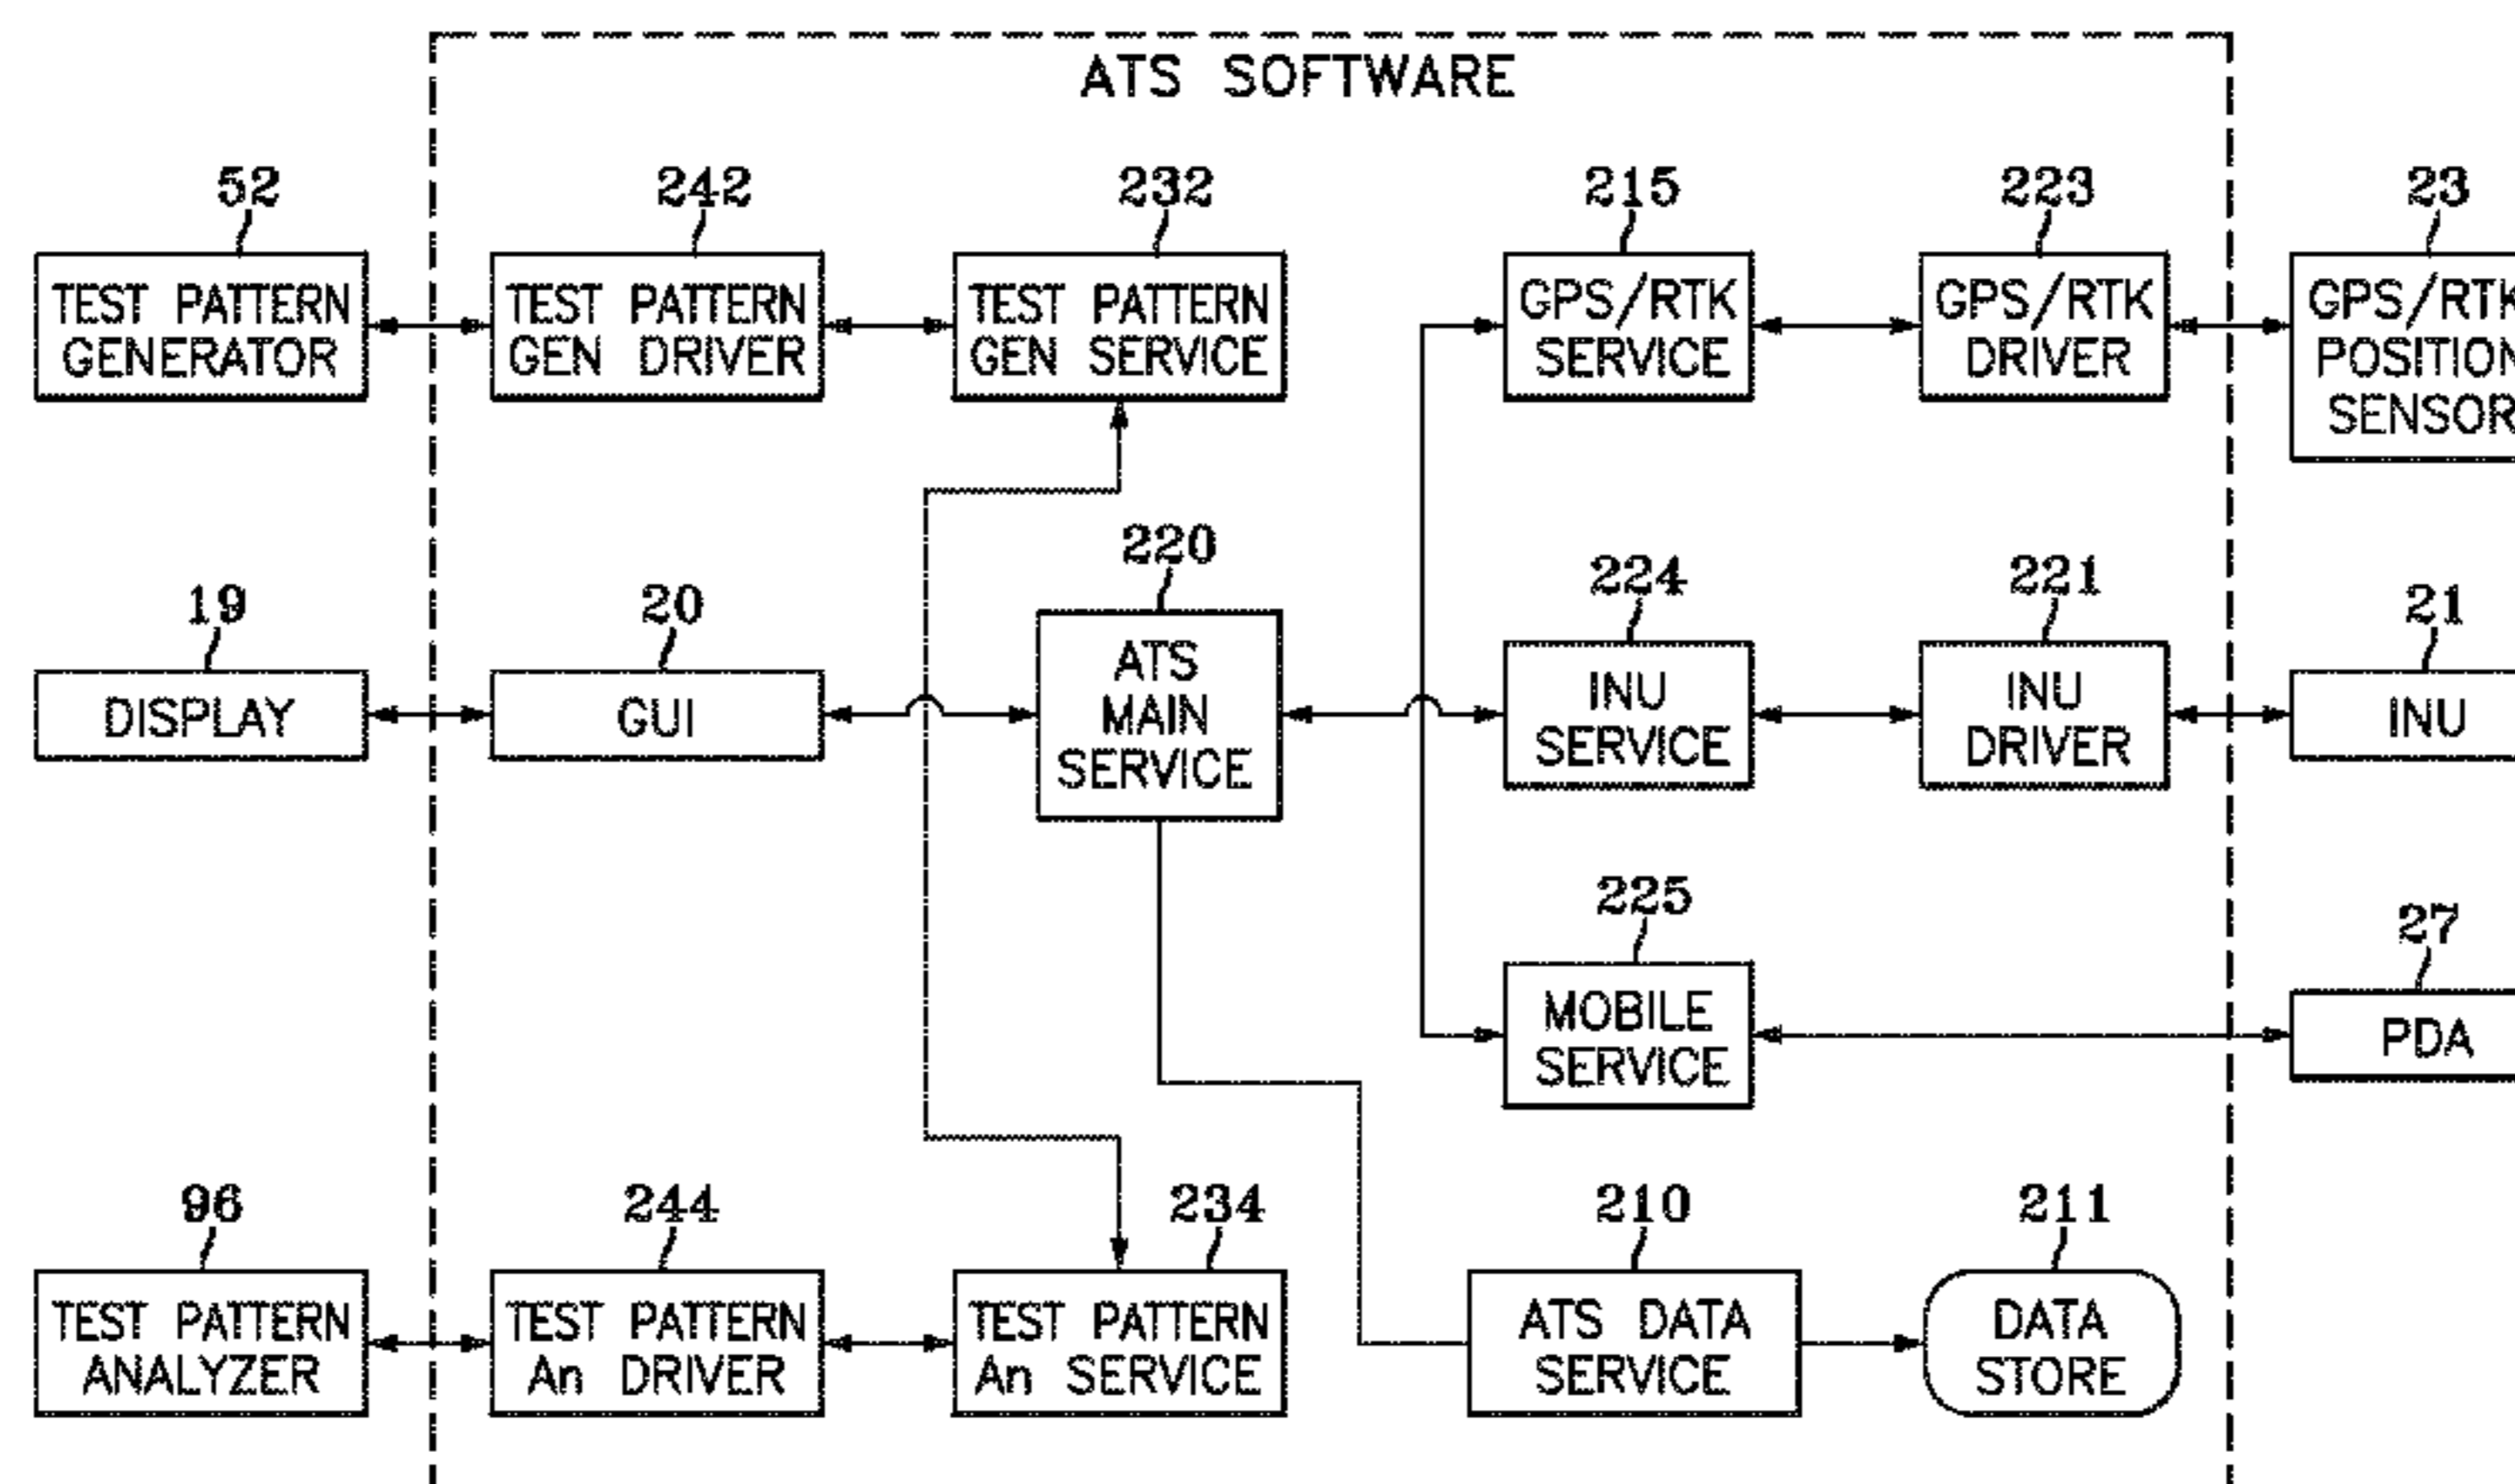 ATS SOFTWARE
52
242
232
215
223
23
TEST PATTERN
GENERATOR
TEST PATTERN
GEN DRIVER
TEST PATTERN
GEN SERVICE
GPS/RTK
SERVICE
GPS/RTK
DRIVER
GPS/RTK
POSITION
SENSOR
19
20
220
224
221
21
DISPLAY
GUI
ATS
MAIN
SERVICE
INU
SERVICE
INU
DRIVER
INU
225
27
MOBILE
SERVICE
PDA
96
244
234
210
211
TEST PATTERN
ANALYZER
TEST PATTERN
An DRIVER
TEST PATTERN
An SERVICE
ATS DATA
SERVICE
DATA
STORE